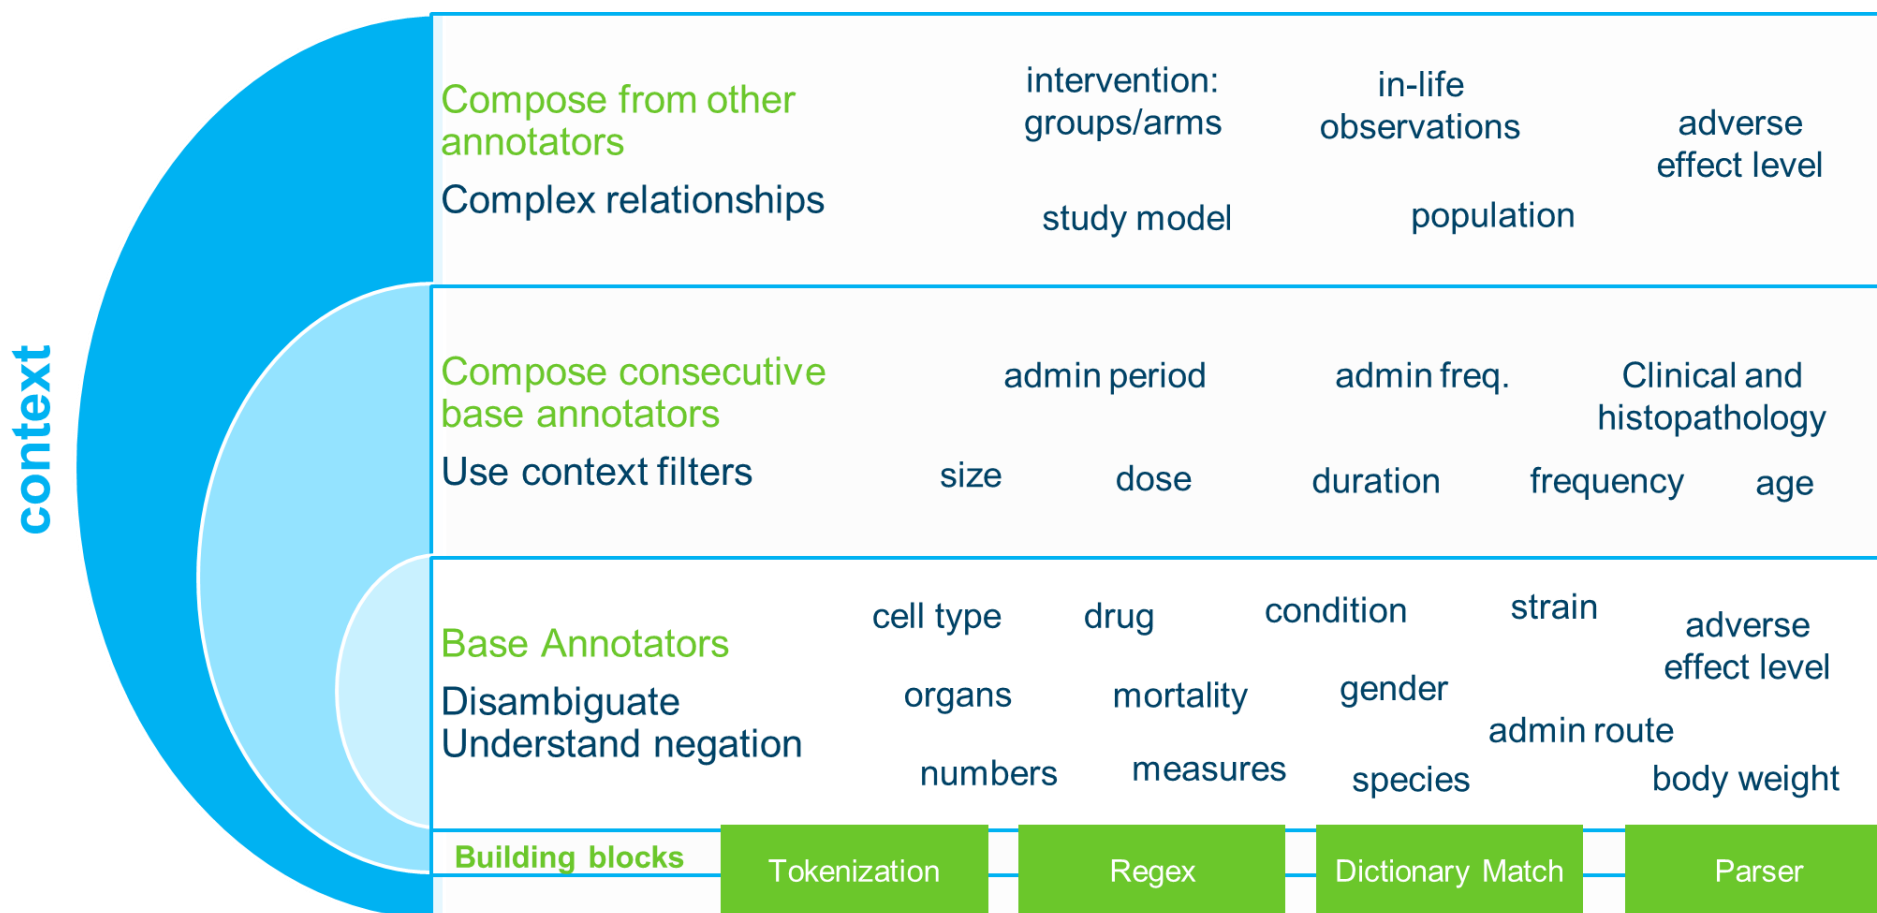 context
Compose from other
annotators
Complex relationships
intervention:
groups/arms
in-life
observations
adverse
effect level
study model
population
Compose consecutive
base annotators
Use context filters
admin period
admin freq.
Clinical and
histopathology
size
dose
duration
frequency
age
Base Annotators
Disambiguate
Understand negation
cell type
drug
condition
strain
adverse
effect level
organs
mortality
gender
admin route
numbers
measures
species
body weight
Building blocks
Tokenization
Regex
Dictionary Match
Parser